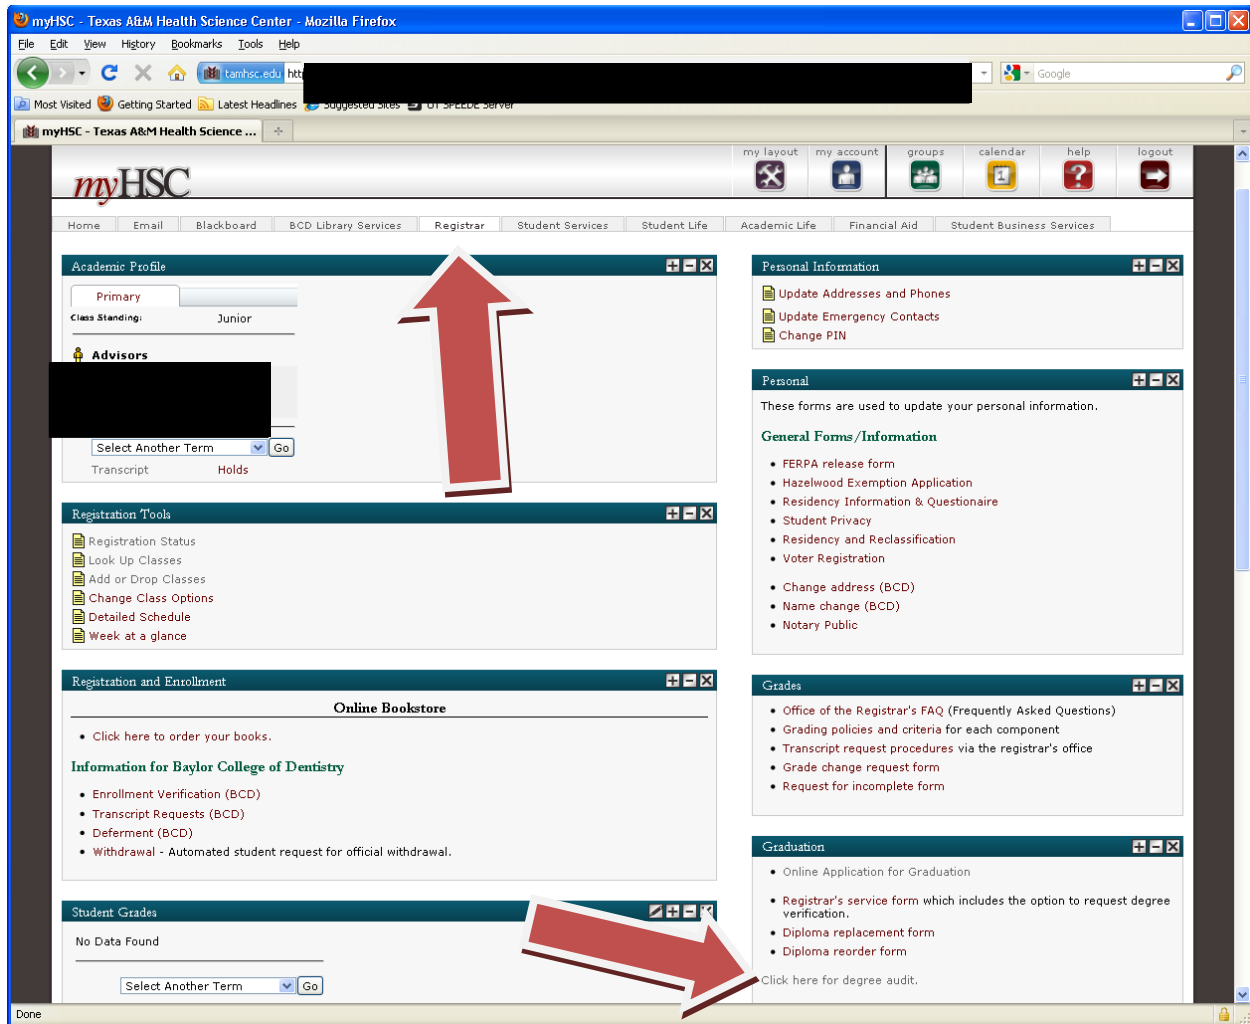 myHSC - Texas A&M Health Science Center - Mozilla Firefox
File Edit View History Bookmarks Tools Help
tamhsc.edu htt Google
Most Visited Getting Started Latest Headlines Suggested Sites UT SPEEDE Server
myHSC - Texas A&M Health Science ...
my layout my account groups calendar help logout
myHSC
Home Email Blackboard BCD Library Services Registrar Student Services Student Life Academic Life Financial Aid Student Business Services
Academic Profile
Primary
Class Standing: Junior
Advisors
Select Another Term Go
Transcript Holds
Registration Tools
Registration Status
Look Up Classes
Add or Drop Classes
Change Class Options
Detailed Schedule
Week at a glance
Registration and Enrollment
Online Bookstore
• Click here to order your books.
Information for Baylor College of Dentistry
• Enrollment Verification (BCD)
• Transcript Requests (BCD)
• Deferment (BCD)
• Withdrawal - Automated student request for official withdrawal.
Student Grades
No Data Found
Select Another Term Go
Personal Information
Update Addresses and Phones
Update Emergency Contacts
Change PIN
Personal
These forms are used to update your personal information.
General Forms/Information
• FERPA release form
• Hazelwood Exemption Application
• Residency Information & Questionaire
• Student Privacy
• Residency and Reclassification
• Voter Registration
• Change address (BCD)
• Name change (BCD)
• Notary Public
Grades
• Office of the Registrar's FAQ (Frequently Asked Questions)
• Grading policies and criteria for each component
• Transcript request procedures via the registrar's office
• Grade change request form
• Request for incomplete form
Graduation
• Online Application for Graduation
• Registrar's service form which includes the option to request degree
verification.
• Diploma replacement form
• Diploma reorder form
Click here for degree audit.
Done